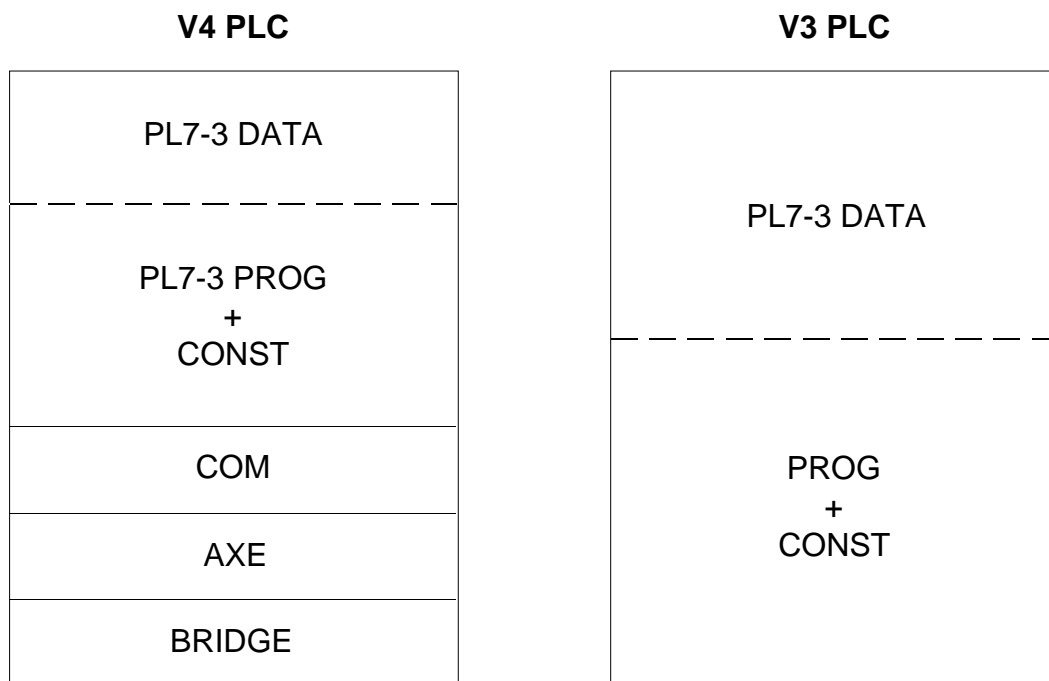 V4 PLC
PL7-3 DATA
PL7-3 PROG
+
CONST
COM
AXE
BRIDGE
V3 PLC
PL7-3 DATA
PROG
+
CONST